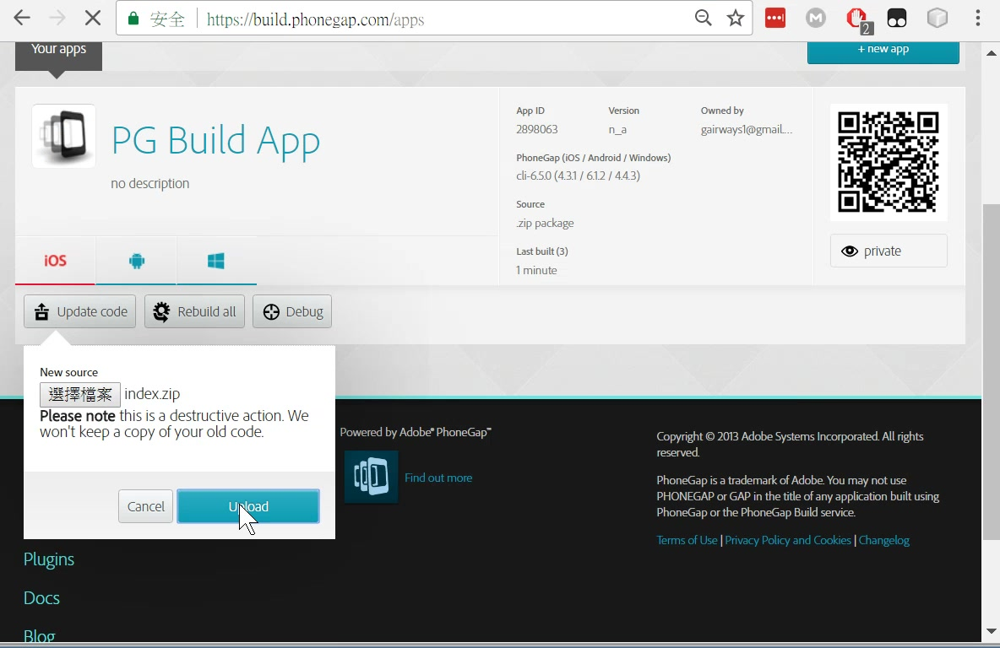 安全 https://build.phonegap.com/apps
2
Your apps
+ new app
PG Build App
no description
App ID
2898063
Version
n_a
Owned by
gairways1@gmail...
PhoneGap (iOS / Android / Windows)
cli-6.5.0 (4.3.1 / 6.1.2 / 4.4.3)
Source
.zip package
Last built (3)
1 minute
private
iOS
Update code
Rebuild all
Debug
New source
選擇檔案 index.zip
Please note this is a destructive action. We
won't keep a copy of your old code.
Cancel
Upload
Powered by Adobe® PhoneGap™
Find out more
Copyright © 2013 Adobe Systems Incorporated. All rights
reserved.
PhoneGap is a trademark of Adobe. You may not use
PHONEGAP or GAP in the title of any application built using
PhoneGap or the PhoneGap Build service.
Terms of Use | Privacy Policy and Cookies | Changelog
Plugins
Docs
Blog